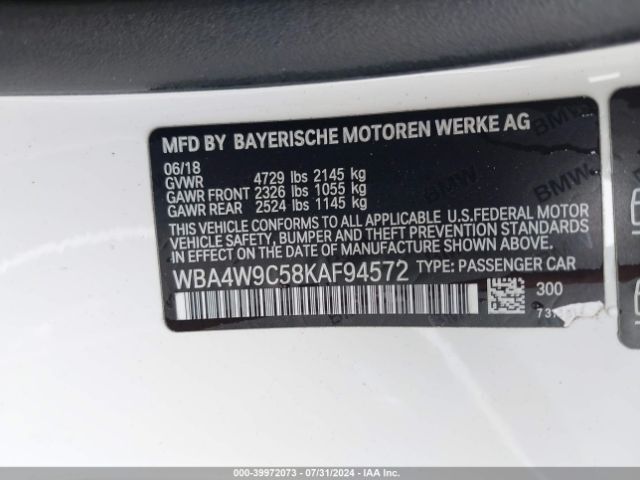 MFD BY BAYERISCHE MOTOREN WERKE AG
06/18
GVWR 4729 lbs 2145 kg
GAWR FRONT 2326 lbs 1055 kg
GAWR REAR 2524 lbs 1145 kg
THIS VEHICLE CONFORMS TO ALL APPLICABLE U.S.FEDERAL MOTOR
VEHICLE SAFETY, BUMPER AND THEFT PREVENTION STANDARDS
IN EFFECT ON THE DATE OF MANUFACTURE SHOWN ABOVE.
WBA4W9C58KAF94572 TYPE: PASSENGER CAR
300
000-39972073 - 07/31/2024 - IAA Inc.